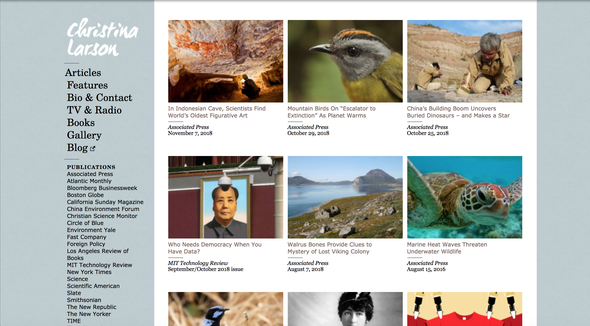 Christina
Larson
Articles
Features
Bio & Contact
TV & Radio
Books
Gallery
Blog
PUBLICATIONS
Associated Press
Atlantic Monthly
Bloomberg Businessweek
Boston Globe
California Sunday Magazine
China Environment Forum
Christian Science Monitor
Circle of Blue
Environment Yale
Fast Company
Foreign Policy
Los Angeles Review of
Books
MIT Technology Review
New York Times
Science
Scientific American
Slate
Smithsonian
The New Republic
The New Yorker
TIME
In Indonesian Cave, Scientists Find
World's Oldest Figurative Art
Associated Press
November 7, 2018
Mountain Birds On "Escalator to
Extinction" As Planet Warms
Associated Press
October 29, 2018
China's Building Boom Uncovers
Buried Dinosaurs – and Makes a Star
Associated Press
October 25, 2018
Who Needs Democracy When You
Have Data?
MIT Technology Review
September/October 2018 issue
Walrus Bones Provide Clues to
Mystery of Lost Viking Colony
Associated Press
August 7, 2018
Marine Heat Waves Threaten
Underwater Wildlife
Associated Press
August 15, 2016